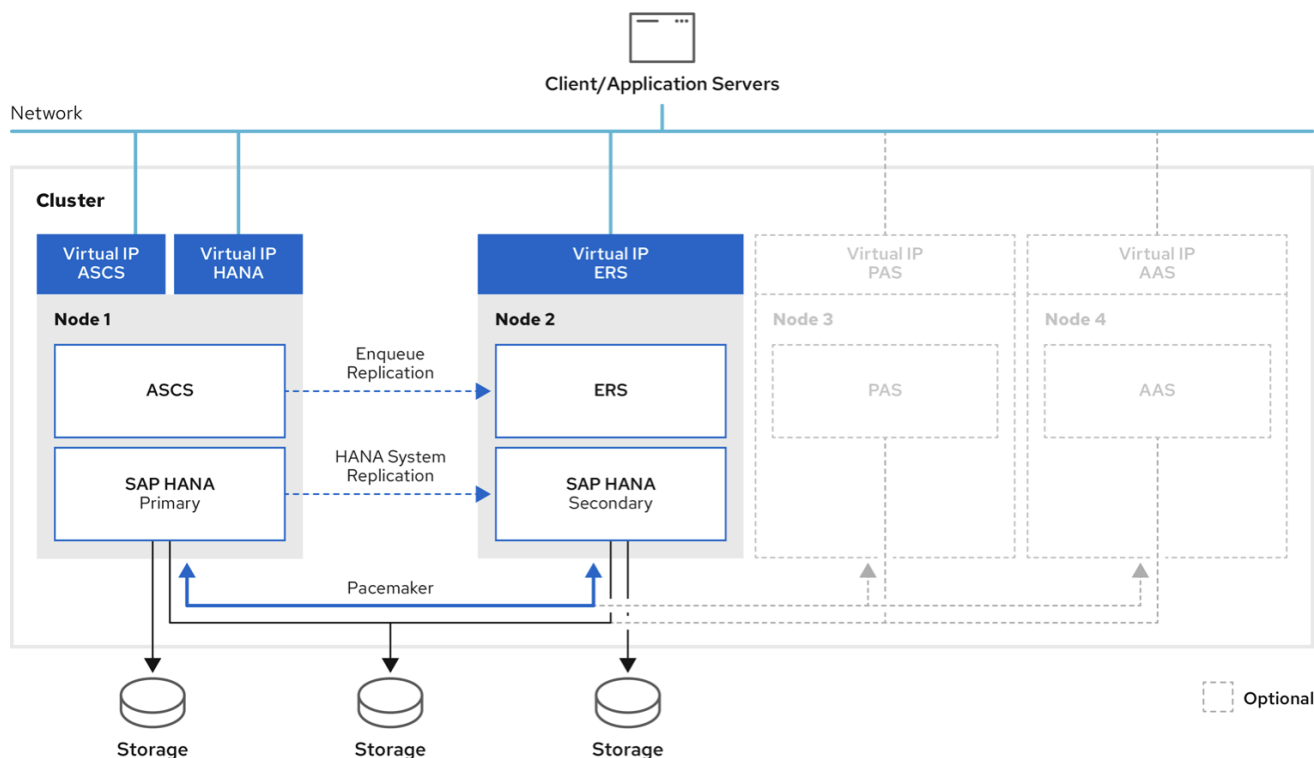 Client/Application Servers
Network
Cluster
Virtual IP
ASCS
Virtual IP
HANA
Virtual IP
ERS
Virtual IP
PAS
Virtual IP
AAS
Node 1
Node 2
Node 3
Node 4
ASCS
Enqueue
Replication
ERS
PAS
AAS
SAP HANA
Primary
HANA System
Replication
SAP HANA
Secondary
Pacemaker
Storage
Storage
Storage
Optional